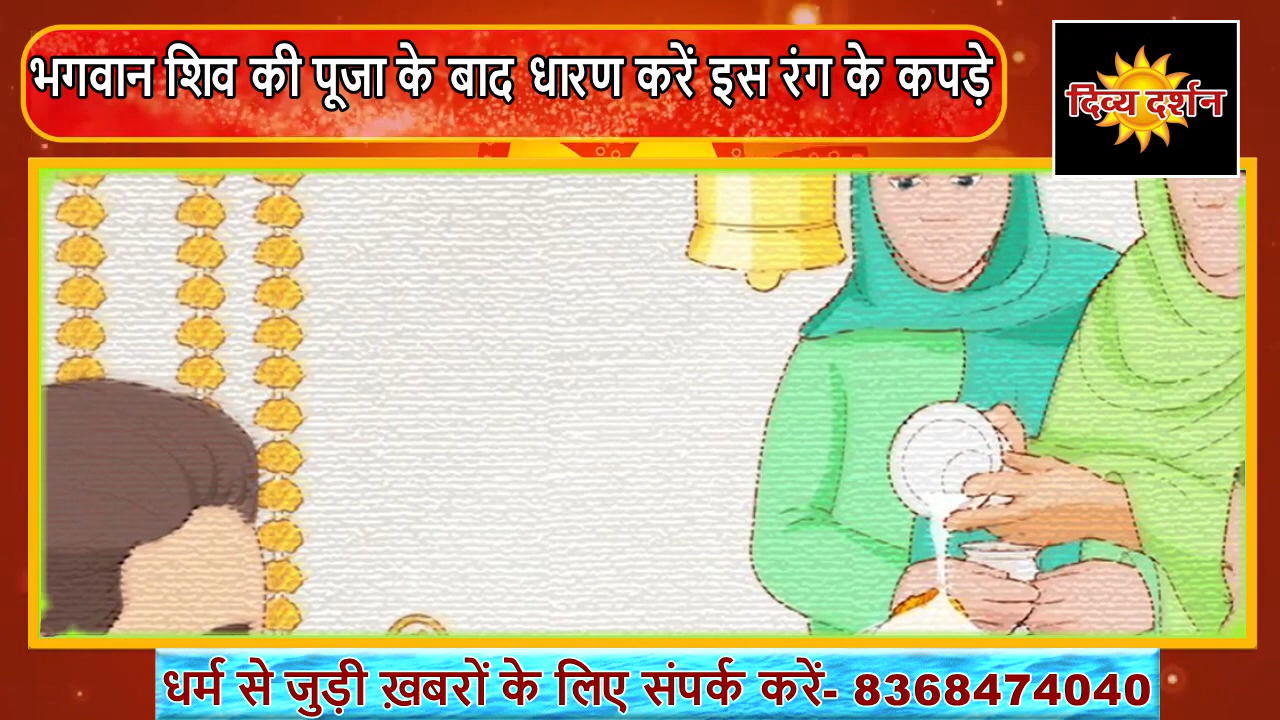 भगवान शिव की पूजा के बाद धारण करें इस रंग के कपड़े
दिव्य दर्शन
धर्म से जुड़ी ख़बरों के लिए संपर्क करें- 8368474040